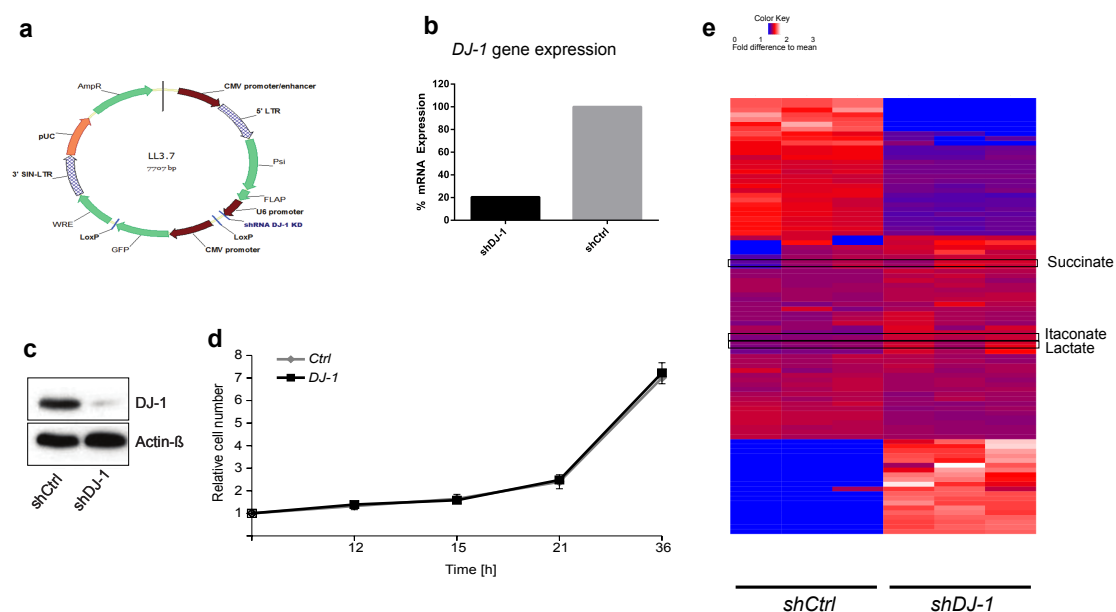 a
AmpR
CMV promoter/enhancer
5' LTR
Psi
FLAP
U6 promoter
shRNA DJ-1 KD
LoxP
CMV promoter
GFP
LoxP
WRE
3' SIN-LTR
pUC
LL3.7
bp
b
DJ-1 gene expression
% mRNA Expression
120
100
80
60
40
20
0
shDJ-1
shCtrl
c
DJ-1
Actin-ß
shCtrl
shDJ-1
d
Ctrl
DJ-1
Relative cell number
8
7
6
5
4
3
2
1
12
15
21
36
Time [h]
e
Color Key
0 1 2 3
Fold difference to mean
Succinate
Itaconate
Lactate
shCtrl
shDJ-1